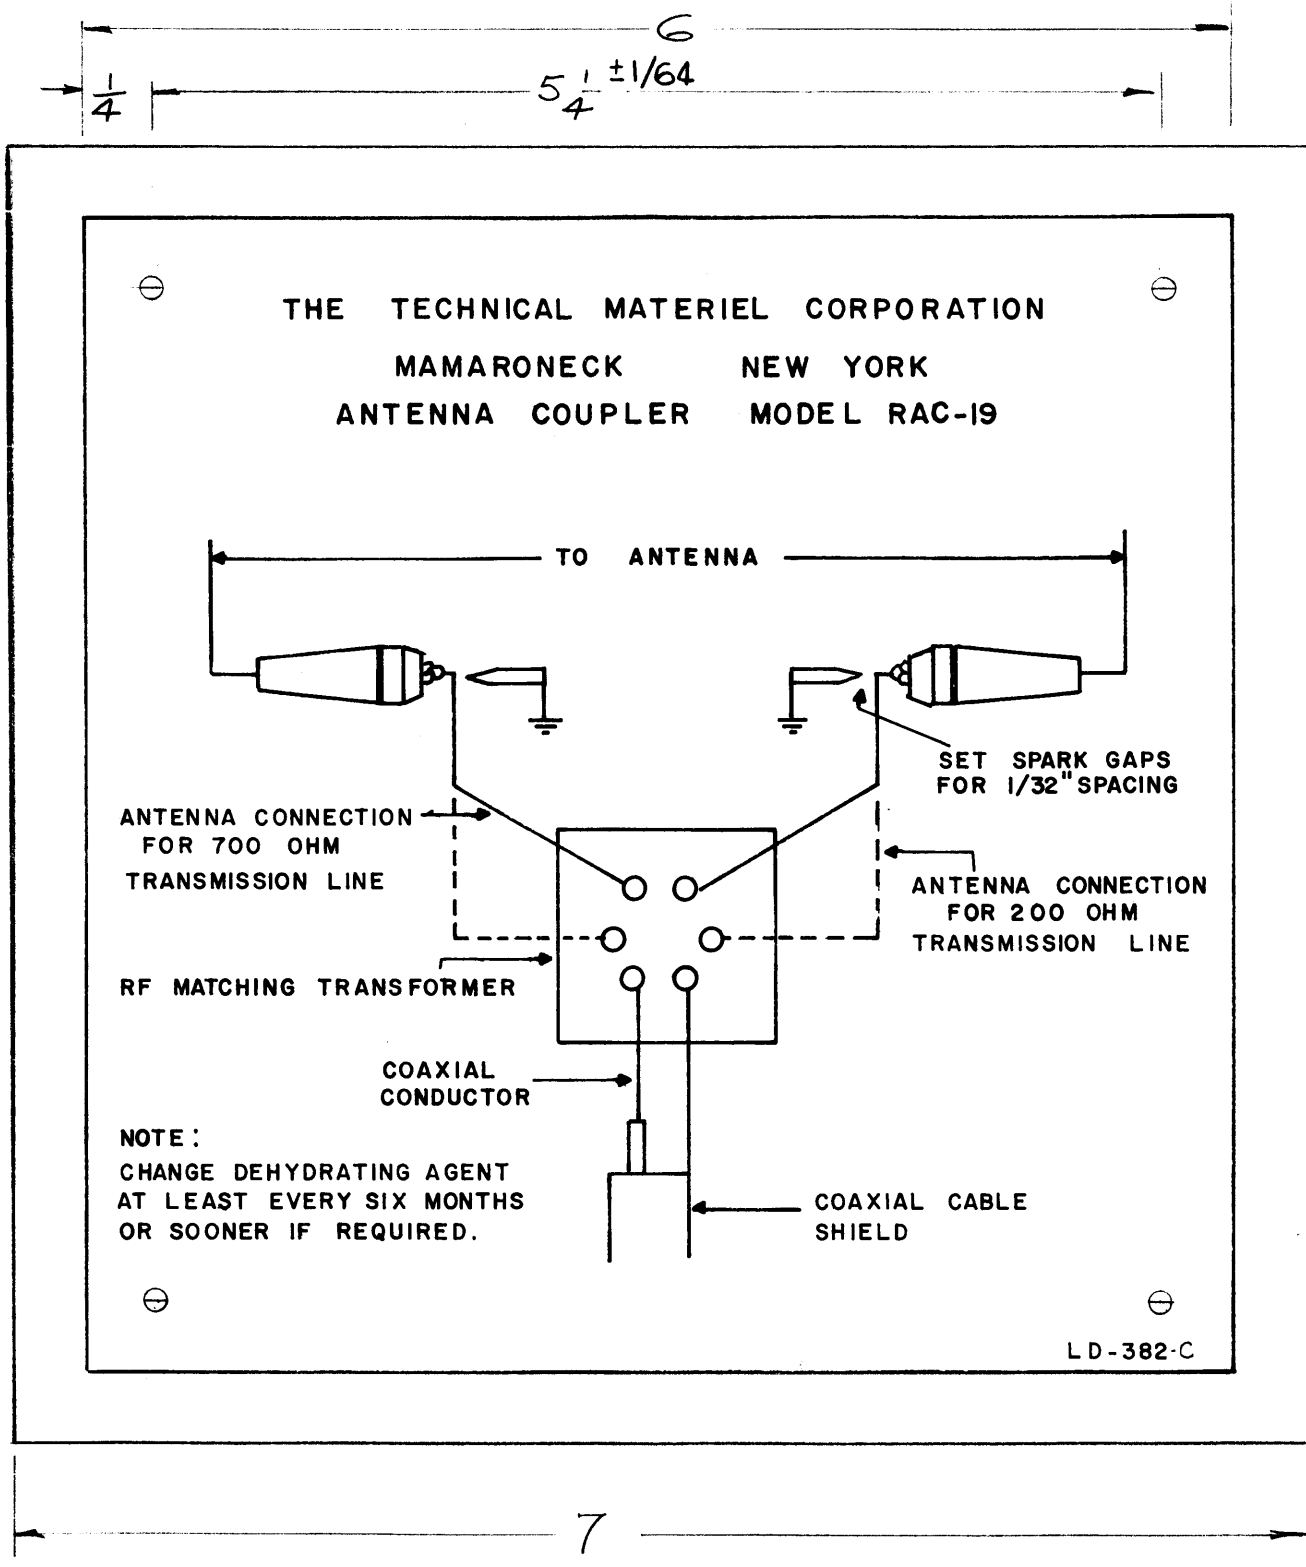 6
1/4
5 1/4 ±1/64
THE TECHNICAL MATERIEL CORPORATION
MAMARONECK NEW YORK
ANTENNA COUPLER MODEL RAC-19
TO ANTENNA
SET SPARK GAPS
FOR 1/32" SPACING
ANTENNA CONNECTION
FOR 700 OHM
TRANSMISSION LINE
ANTENNA CONNECTION
FOR 200 OHM
TRANSMISSION LINE
RF MATCHING TRANSFORMER
COAXIAL
CONDUCTOR
NOTE:
CHANGE DEHYDRATING AGENT
AT LEAST EVERY SIX MONTHS
OR SOONER IF REQUIRED.
COAXIAL CABLE
SHIELD
LD-382-C
7